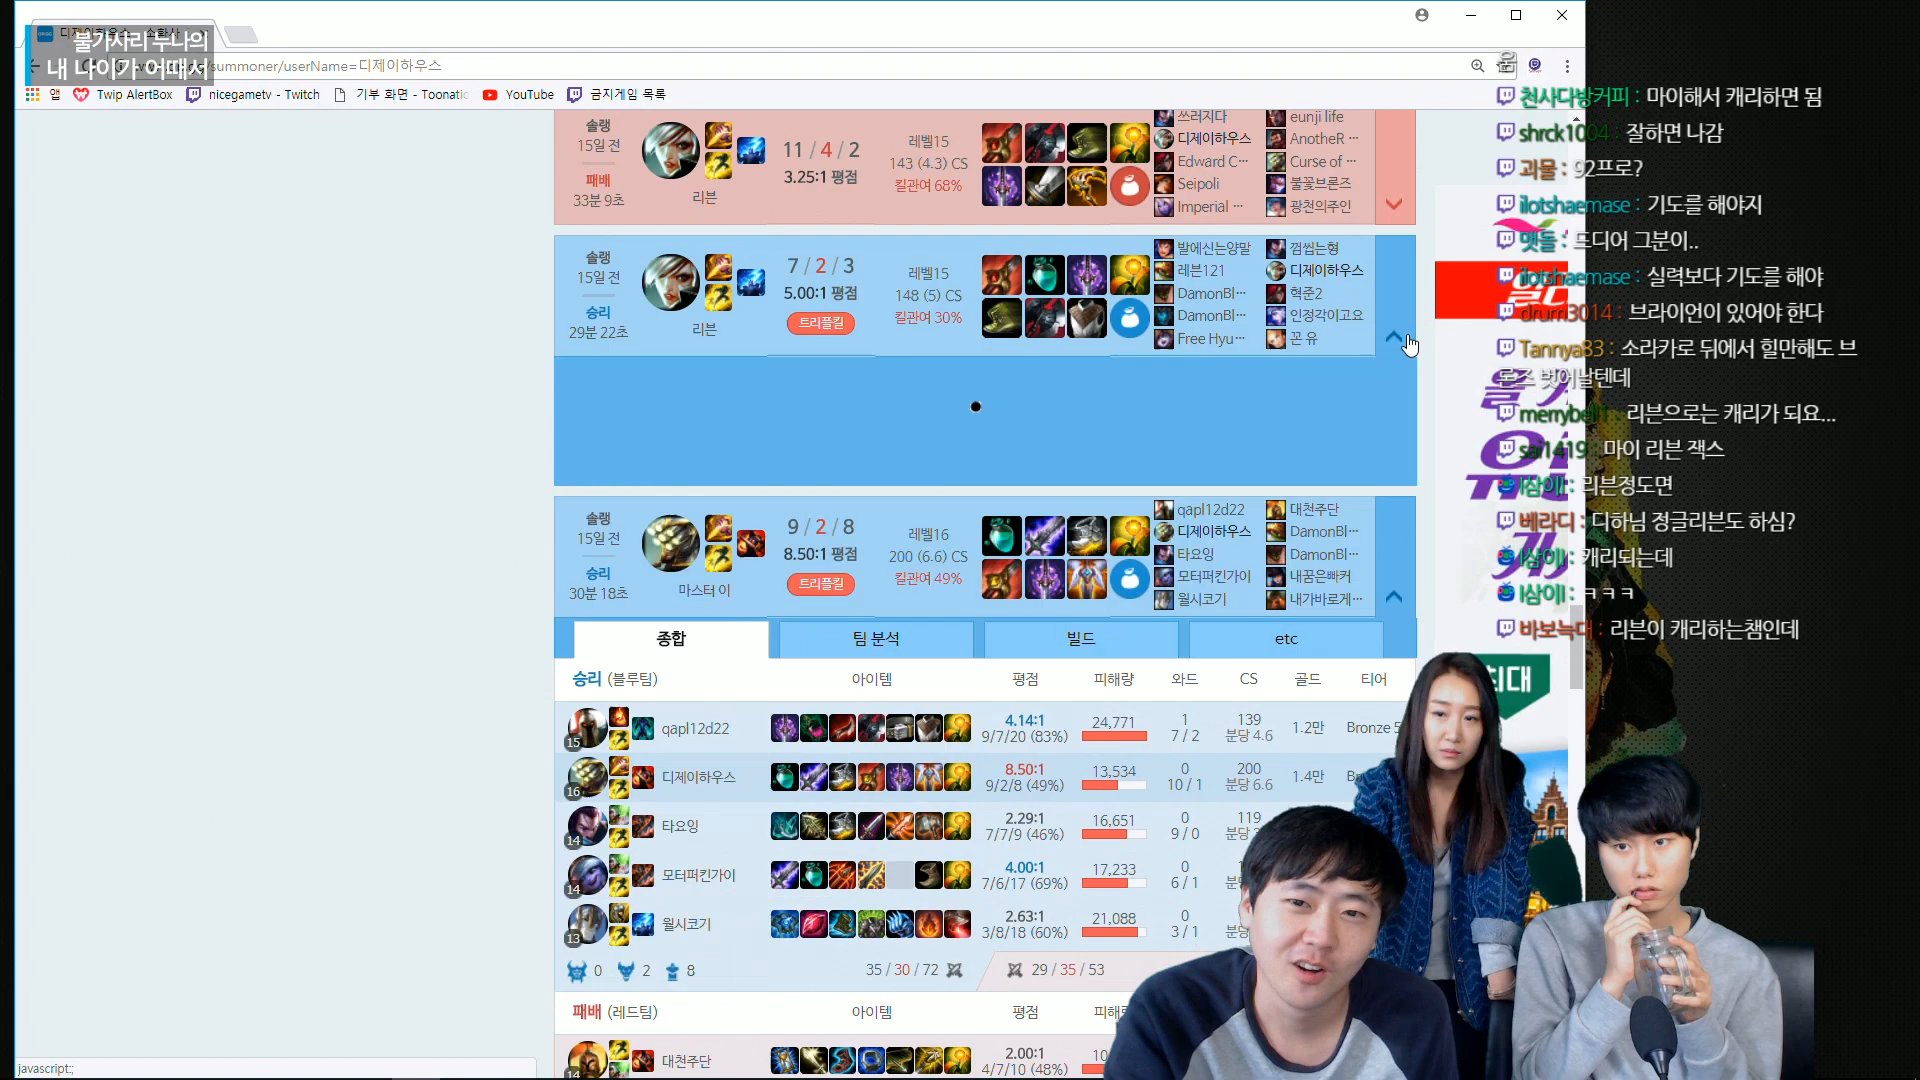 불가사리 누나의
내 나이가 어때서
summoner/userName=디제이하우스
앱
Twip AlertBox
nicegametv - Twitch
기부 화면 - Toonatio
YouTube
금지게임 목록
솔랭
15일 전
패배
33분 9초
리븐
11 / 4 / 2
3.25:1 평점
레벨15
143 (4.3) CS
킬관여 68%
쓰러지다
디제이하우스
Edward C…
Seipoli
Imperial …
eunji life
AnotheR …
Curse of …
불꽃브론즈
광천의주인
솔랭
15일 전
승리
29분 22초
리븐
7 / 2 / 3
5.00:1 평점
트리플킬
레벨15
148 (5) CS
킬관여 30%
발에신는양말
레븐121
DamonBl…
DamonBl…
Free Hyu…
껌씹는형
디제이하우스
혁준2
인정각이고요
꼰 유
솔랭
15일 전
승리
30분 18초
마스터 이
9 / 2 / 8
8.50:1 평점
트리플킬
레벨16
200 (6.6) CS
킬관여 49%
qapl12d22
디제이하우스
타요잉
모터퍼킨가이
월시코기
대천주단
DamonBl…
DamonBl…
내꿈은빠커
내가바로게…
종합
팀 분석
빌드
etc
승리 (블루팀)
아이템
평점
피해량
와드
CS
골드
티어
15
qapl12d22
4.14:1
9/7/20 (83%)
24,771
1
7 / 2
139
분당 4.6
1.2만
Bronze 5
16
디제이하우스
8.50:1
9/2/8 (49%)
13,534
0
10 / 1
200
분당 6.6
1.4만
14
타요잉
2.29:1
7/7/9 (46%)
16,651
0
9 / 0
119
14
모터퍼킨가이
4.00:1
7/6/17 (69%)
17,233
0
6 / 1
13
월시코기
2.63:1
3/8/18 (60%)
21,088
0
3 / 1
0
2
8
35 / 30 / 72
29 / 35 / 53
패배 (레드팀)
아이템
평점
14
대천주단
2.00:1
4/7/10 (48%)
javascript:;
천사다방커피 : 마이해서 캐리하면 됨
shrck1004 : 잘하면 나감
괴물 : 92프로?
ilotshaemase : 기도를 해야지
맷돌 : 드디어 그분이..
ilotshaemase : 실력보다 기도를 해야
drum3014 : 브라이언이 있어야 한다
Tannya83 : 소라카로 뒤에서 힐만해도 브
론즈 벗어날텐데
merrybell1 : 리븐으로는 캐리가 되요...
sai1419 : 마이 리븐 잭스
l삼이l : 리븐정도면
베라디 : 디하님 정글리븐도 하심?
l삼이l : 캐리되는데
l삼이l : ㅋㅋㅋ
바보늑대 : 리븐이 캐리하는챔인데